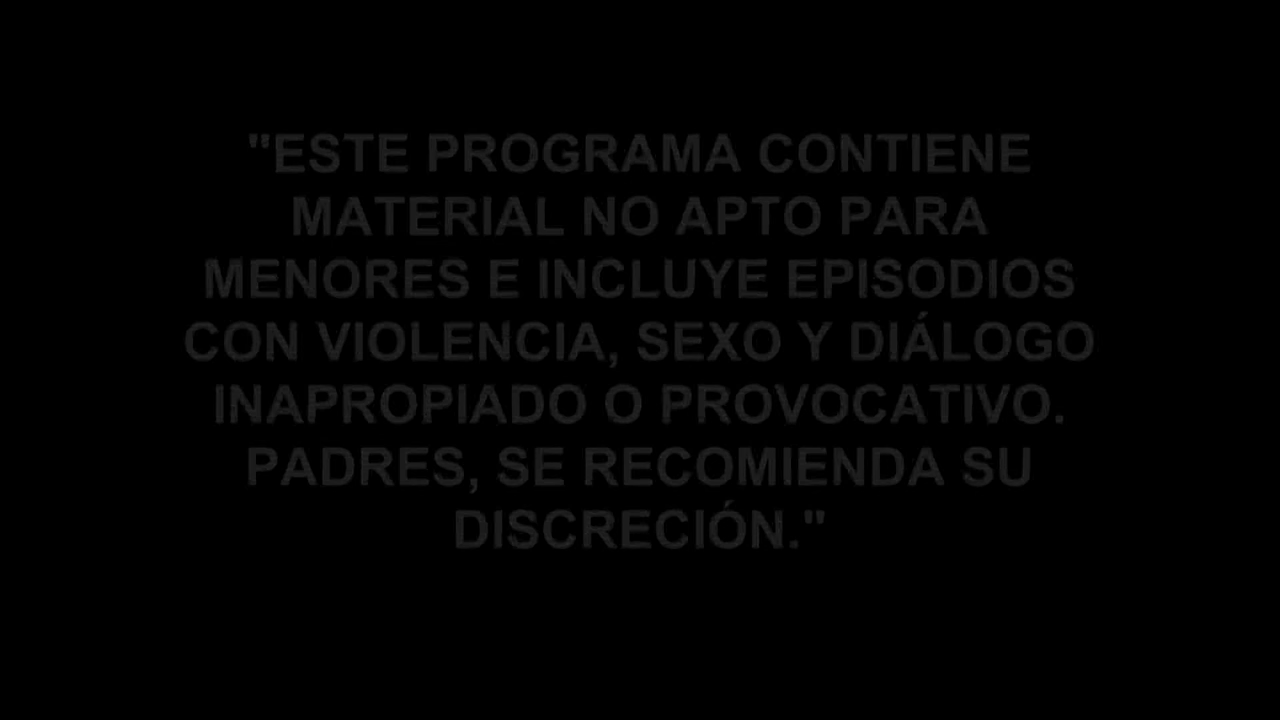 "ESTE PROGRAMA CONTIENE
MATERIAL NO APTO PARA
MENORES E INCLUYE EPISODIOS
CON VIOLENCIA, SEXO Y DIÁLOGO
INAPROPIADO O PROVOCATIVO.
PADRES, SE RECOMIENDA SU
DISCRECIÓN."